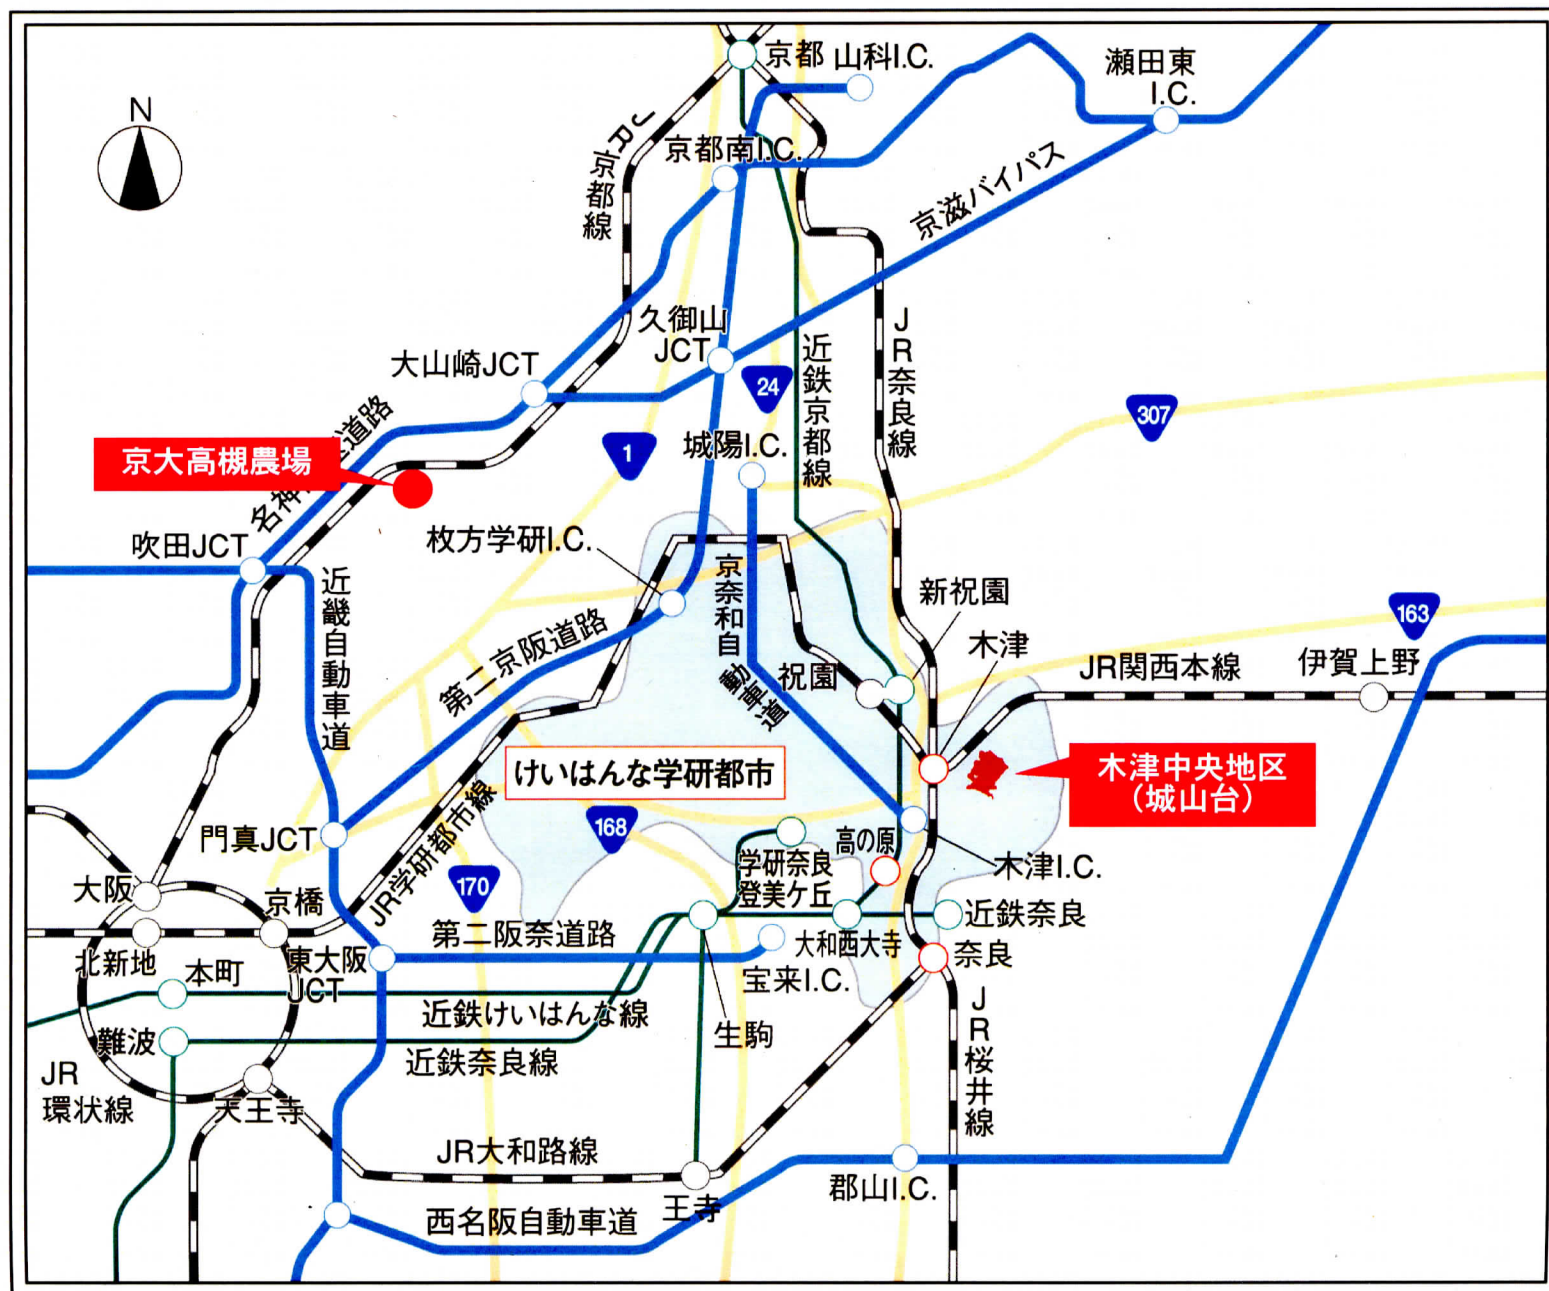 N
京都
山科I.C.
瀬田東
I.C.
JR京都線
京都南I.C.
京滋バイパス
久御山
JCT
大山崎JCT
近鉄京都線
JR奈良線
24
307
1
城陽I.C.
名神
道路
京大高槻農場
吹田JCT
枚方学研I.C.
近畿自動車道
京奈和自動車道
新祝園
163
木津
第二京阪道路
祝園
JR関西本線
伊賀上野
けいはんな学研都市
木津中央地区
(城山台)
168
門真JCT
JR学研都市線
高の原
学研奈良
登美ケ丘
木津I.C.
170
大阪
京橋
第二阪奈道路
近鉄奈良
大和西大寺
奈良
北新地
本町
東大阪
JCT
宝来I.C.
近鉄けいはんな線
生駒
難波
近鉄奈良線
JR桜井線
JR
環状線
天王寺
JR大和路線
王寺
郡山I.C.
西名阪自動車道